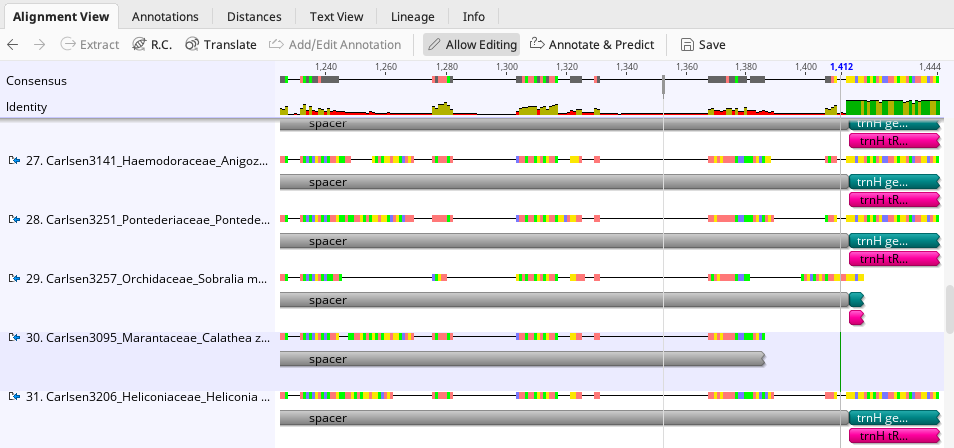 Alignment View Annotations Distances Text View Lineage Info
Extract R.C. Translate Add/Edit Annotation Allow Editing Annotate & Predict Save
1,240 1,260 1,280 1,300 1,320 1,340 1,360 1,380 1,400 1,412 1,444
Consensus
Identity
spacer trnH ge...
trnH tR...
27. Carlsen3141_Haemodoraceae_Anigoz...
spacer trnH ge...
trnH tR...
28. Carlsen3251_Pontederiaceae_Pontede...
spacer trnH ge...
trnH tR...
29. Carlsen3257_Orchidaceae_Sobralia m...
spacer
30. Carlsen3095_Marantaceae_Calathea z...
spacer
31. Carlsen3206_Heliconiaceae_Heliconia ...
spacer trnH ge...
trnH tR...